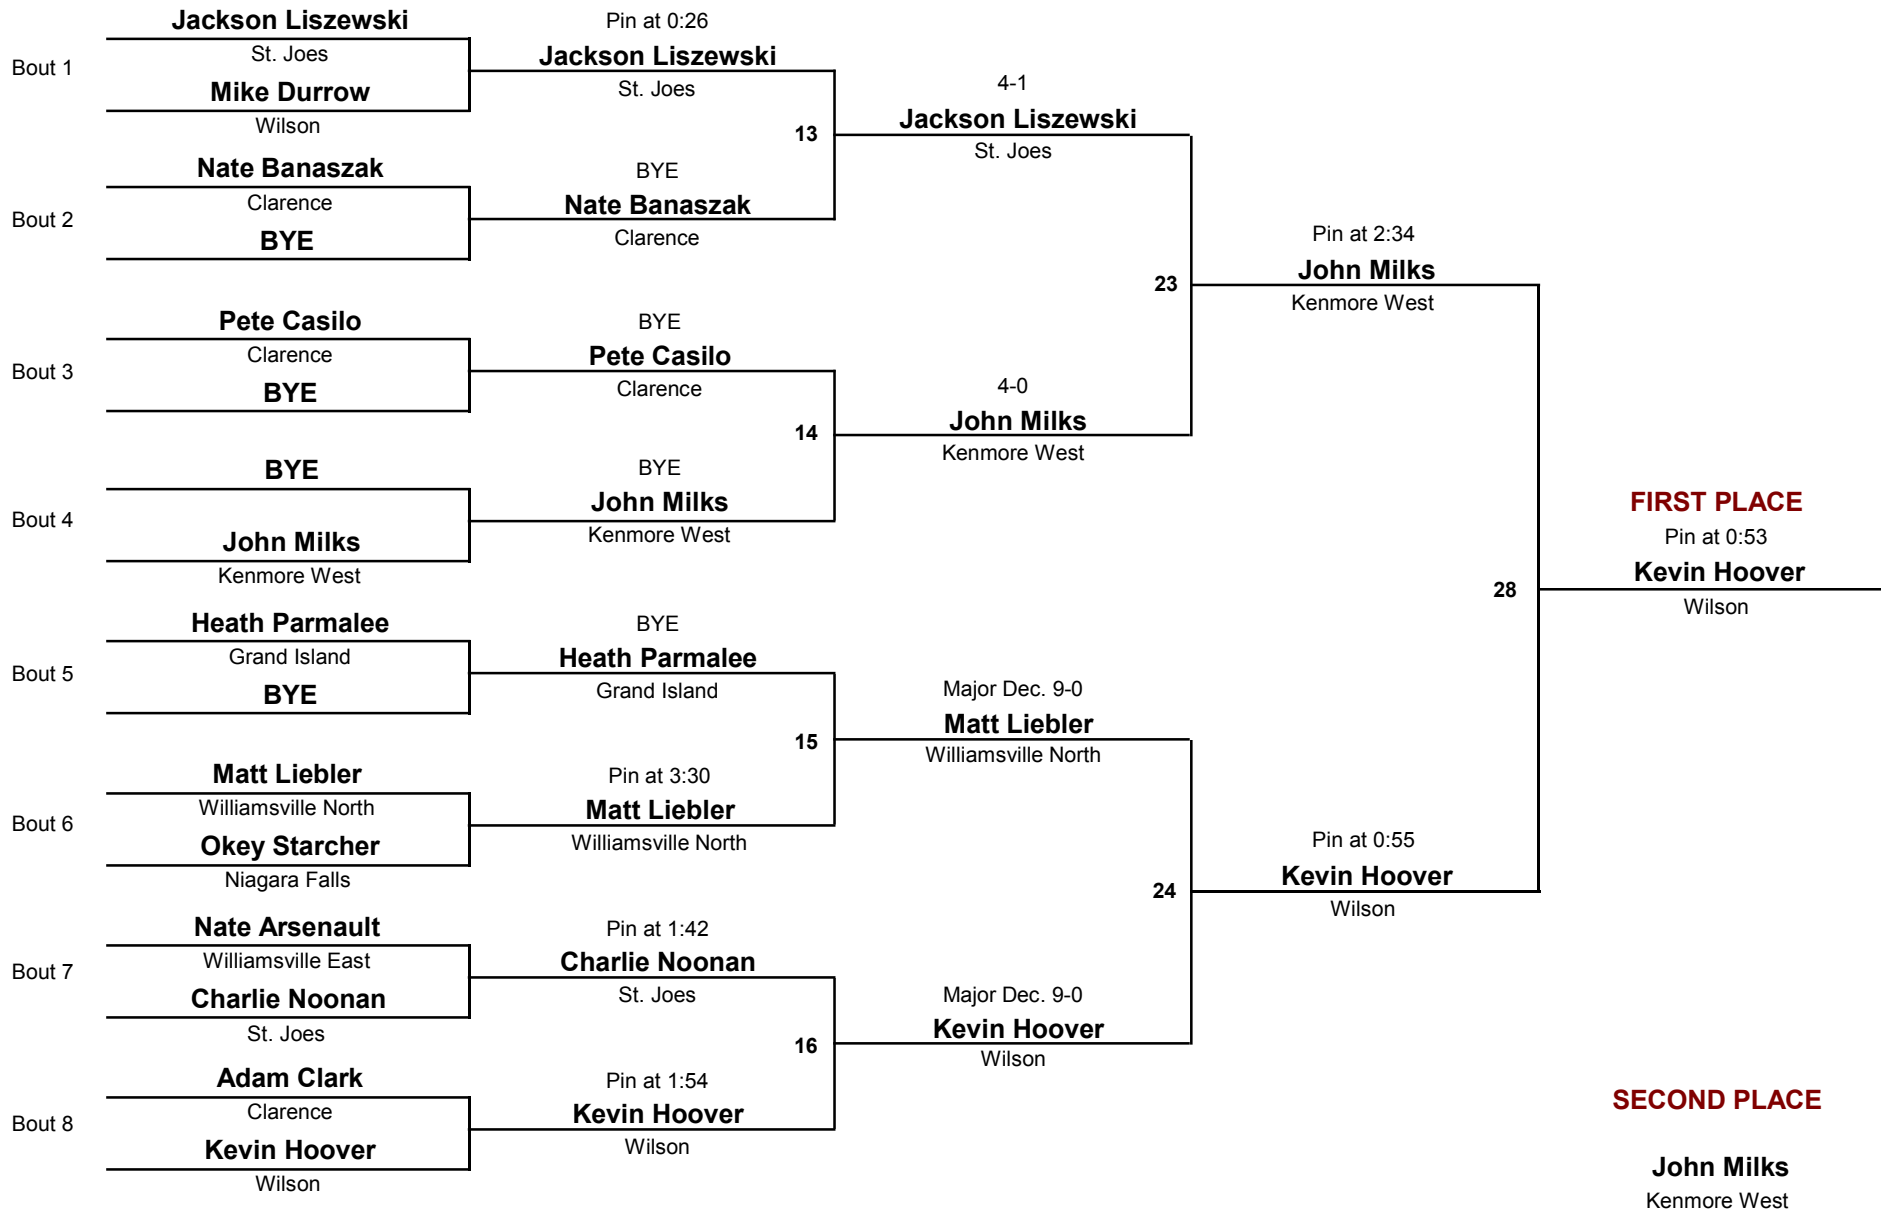 Jackson Liszewski
St. Joes
Bout 1
Mike Durrow
Wilson
Nate Banaszak
Clarence
Bout 2
BYE
Pete Casilo
Clarence
Bout 3
BYE
BYE
Bout 4
John Milks
Kenmore West
Heath Parmalee
Grand Island
Bout 5
BYE
Matt Liebler
Williamsville North
Bout 6
Okey Starcher
Niagara Falls
Nate Arsenault
Williamsville East
Bout 7
Charlie Noonan
St. Joes
Adam Clark
Clarence
Bout 8
Kevin Hoover
Wilson
Pin at 0:26
Jackson Liszewski
St. Joes
13
BYE
Nate Banaszak
Clarence
BYE
Pete Casilo
Clarence
14
BYE
John Milks
Kenmore West
BYE
Heath Parmalee
Grand Island
15
Pin at 3:30
Matt Liebler
Williamsville North
Pin at 1:42
Charlie Noonan
St. Joes
16
Pin at 1:54
Kevin Hoover
Wilson
4-1
Jackson Liszewski
St. Joes
23
4-0
John Milks
Kenmore West
Major Dec. 9-0
Matt Liebler
Williamsville North
24
Major Dec. 9-0
Kevin Hoover
Wilson
Pin at 2:34
John Milks
Kenmore West
28
Pin at 0:55
Kevin Hoover
Wilson
FIRST PLACE
Pin at 0:53
Kevin Hoover
Wilson
SECOND PLACE
John Milks
Kenmore West